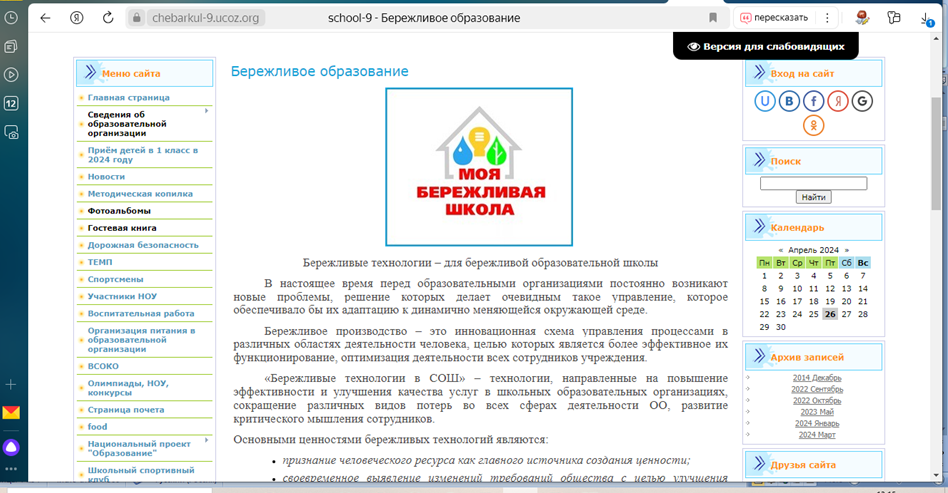 chebarkul-9.ucoz.org
school-9 - Бережливое образование
пересказать
Версия для слабовидящих
12
1
Меню сайта
Главная страница
Сведения об
образовательной
организации
Приём детей в 1 класс в
2024 году
Новости
Методическая копилка
Фотоальбомы
Гостевая книга
Дорожная безопасность
ТЕМП
Спортсмены
Участники НОУ
Воспитательная работа
Организация питания в
образовательной
организации
ВСОКО
Олимпиады, НОУ,
конкурсы
Страница почета
food
Национальный проект
"Образование"
Школьный спортивный
клуб
Бережливое образование
МОЯ
БЕРЕЖЛИВАЯ
ШКОЛА
Бережливые технологии – для бережливой образовательной школы
В настоящее время перед образовательными организациями постоянно возникают
новые проблемы, решение которых делает очевидным такое управление, которое
обеспечивало бы их адаптацию к динамично меняющейся окружающей среде.
Бережливое производство – это инновационная схема управления процессами в
различных областях деятельности человека, целью которых является более эффективное их
функционирование, оптимизация деятельности всех сотрудников учреждения.
«Бережливые технологии в СОШ» – технологии, направленные на повышение
эффективности и улучшения качества услуг в школьных образовательных организациях,
сокращение различных видов потерь во всех сферах деятельности ОО, развитие
критического мышления сотрудников.
Основными ценностями бережливых технологий являются:
• признание человеческого ресурса как главного источника создания ценности;
• своевременное выявление изменений требований общества с целью улучшения
Вход на сайт
Поиск
Найти
Календарь
« Апрель 2024 »
Пн Вт Ср Чт Пт Сб Вс
1 2 3 4 5 6 7
8 9 10 11 12 13 14
15 16 17 18 19 20 21
22 23 24 25 26 27 28
29 30
Архив записей
2014 Декабрь
2022 Сентябрь
2022 Октябрь
2023 Май
2024 Январь
2024 Март
Друзья сайта